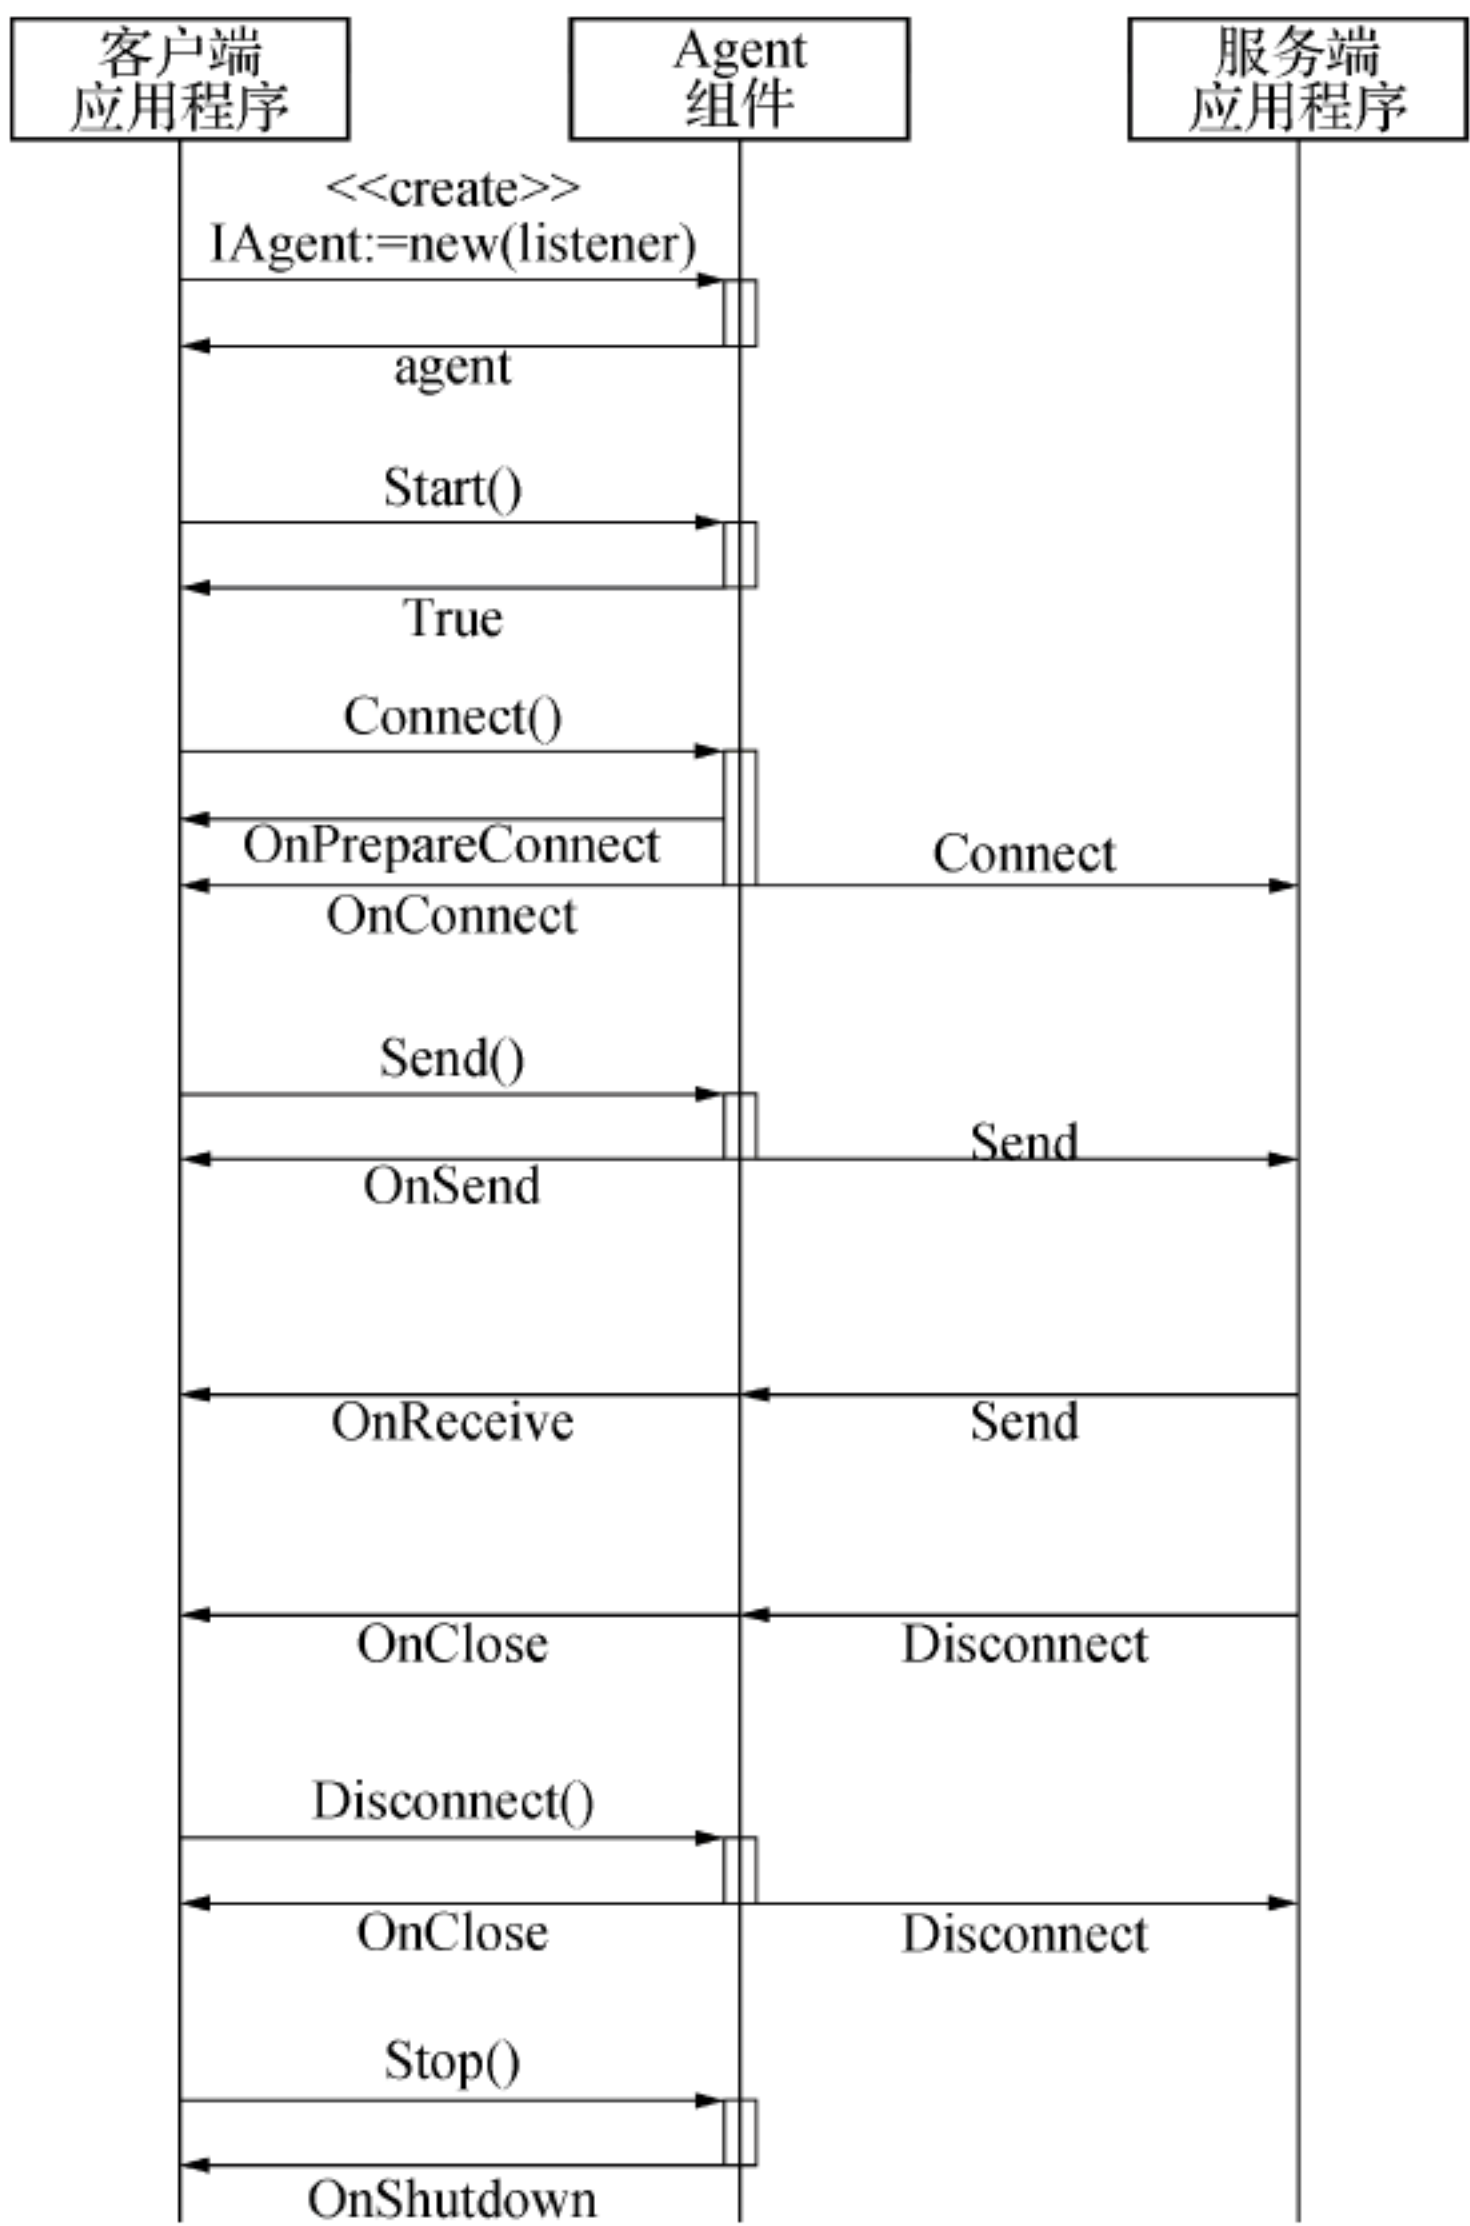 客户端
应用程序
Agent
组件
服务端
应用程序
<<create>>
IAgent:=new(listener)
agent
Start()
True
Connect()
OnPrepareConnect
Connect
OnConnect
Send()
Send
OnSend
OnReceive
Send
OnClose
Disconnect
Disconnect()
OnClose
Disconnect
Stop()
OnShutdown